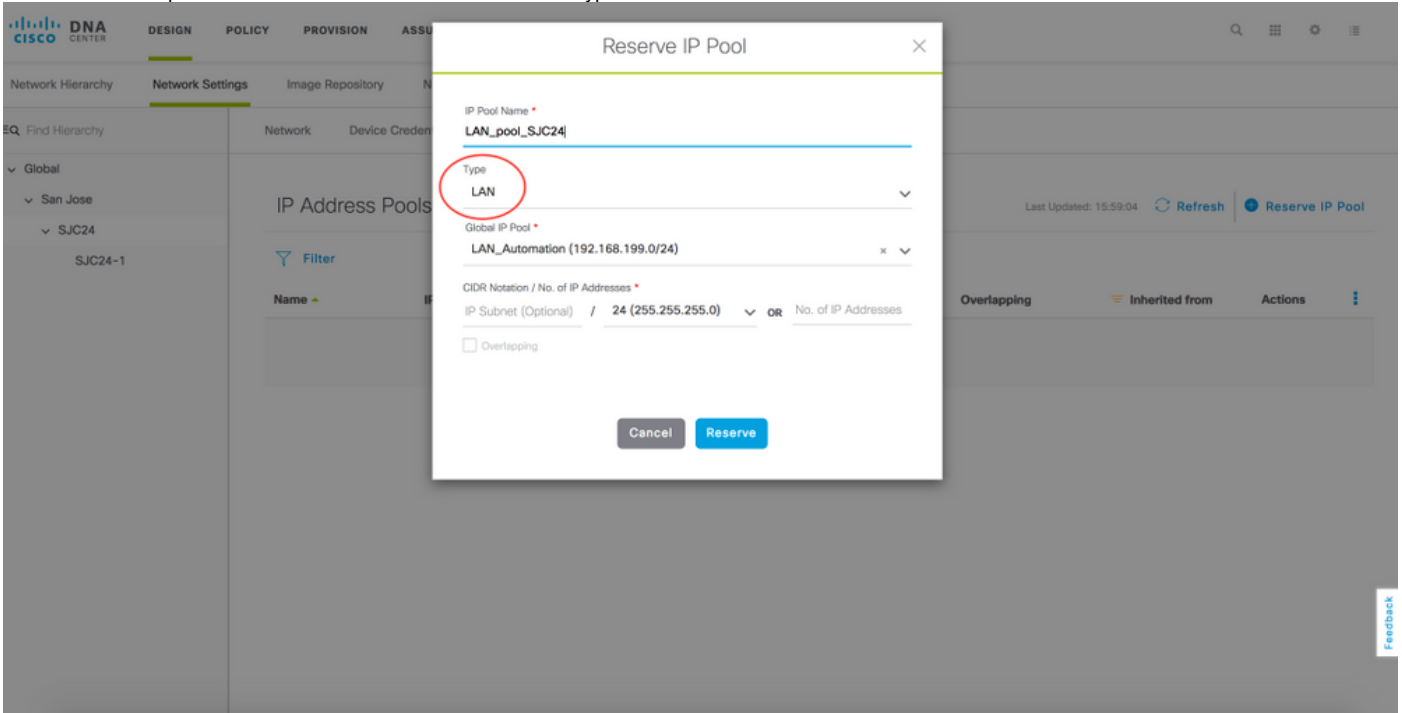 CISCO DNA CENTER DESIGN POLICY PROVISION ASSU
Network Hierarchy Network Settings Image Repository N
Find Hierarchy
Network Device Creden
Global
San Jose
SJC24
SJC24-1
IP Address Pools
Last Updated: 15:59:04 Refresh Reserve IP Pool
Filter
Name Overlapping Inherited from Actions
Reserve IP Pool
IP Pool Name *
LAN_pool_SJC24
Type
LAN
Global IP Pool *
LAN_Automation (192.168.199.0/24)
CIDR Notation / No. of IP Addresses *
IP Subnet (Optional) / 24 (255.255.255.0) OR No. of IP Addresses
Overlapping
Cancel Reserve
Feedback